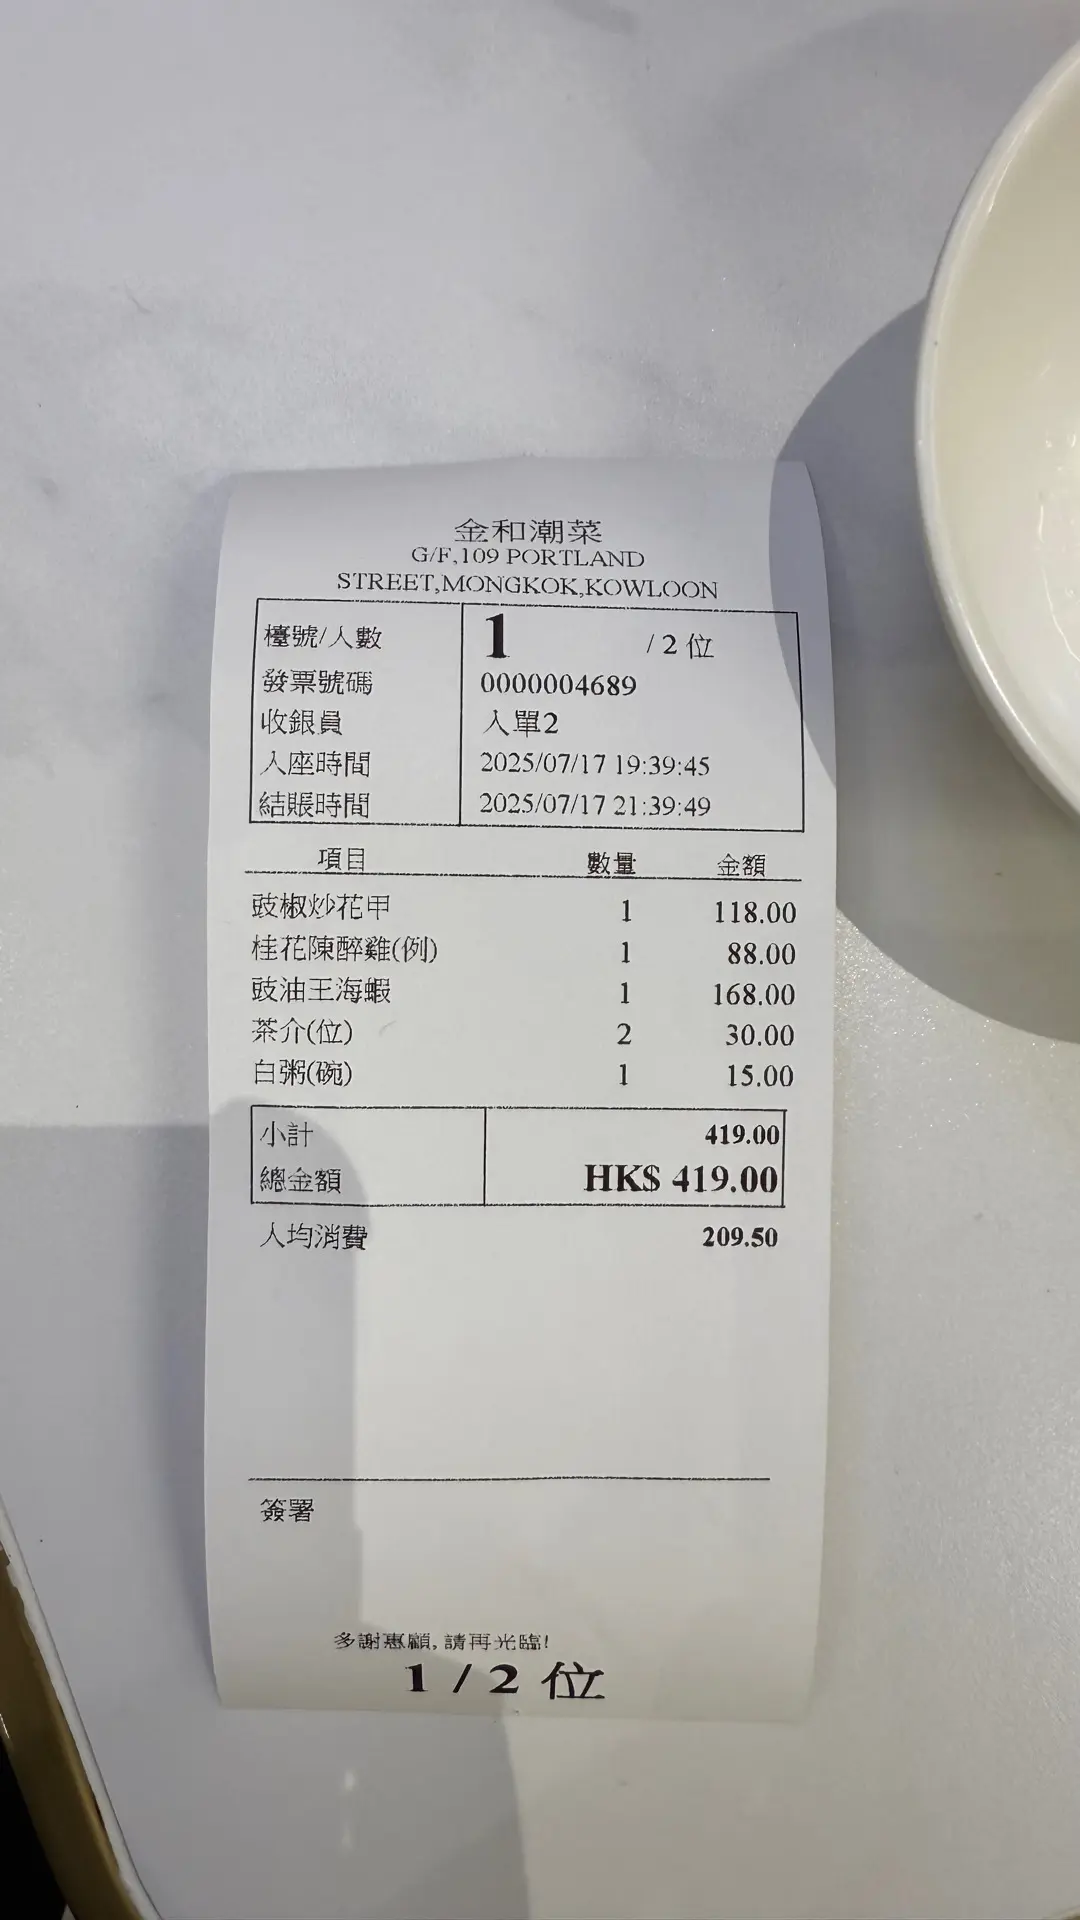 金和潮菜
G/F,109 PORTLAND
STREET,MONGKOK,KOWLOON
檯號/人數 1 / 2 位
發票號碼 0000004689
收銀員 入單2
入座時間 2025/07/17 19:39:45
結賬時間 2025/07/17 21:39:49
項目 數量 金額
豉椒炒花甲 1 118.00
桂花陳醉雞(例) 1 88.00
豉油王海蝦 1 168.00
茶介(位) 2 30.00
白粥(碗) 1 15.00
小計 419.00
總金額 HK$ 419.00
人均消費 209.50
簽署
多謝惠顧, 請再光臨!
1 / 2 位